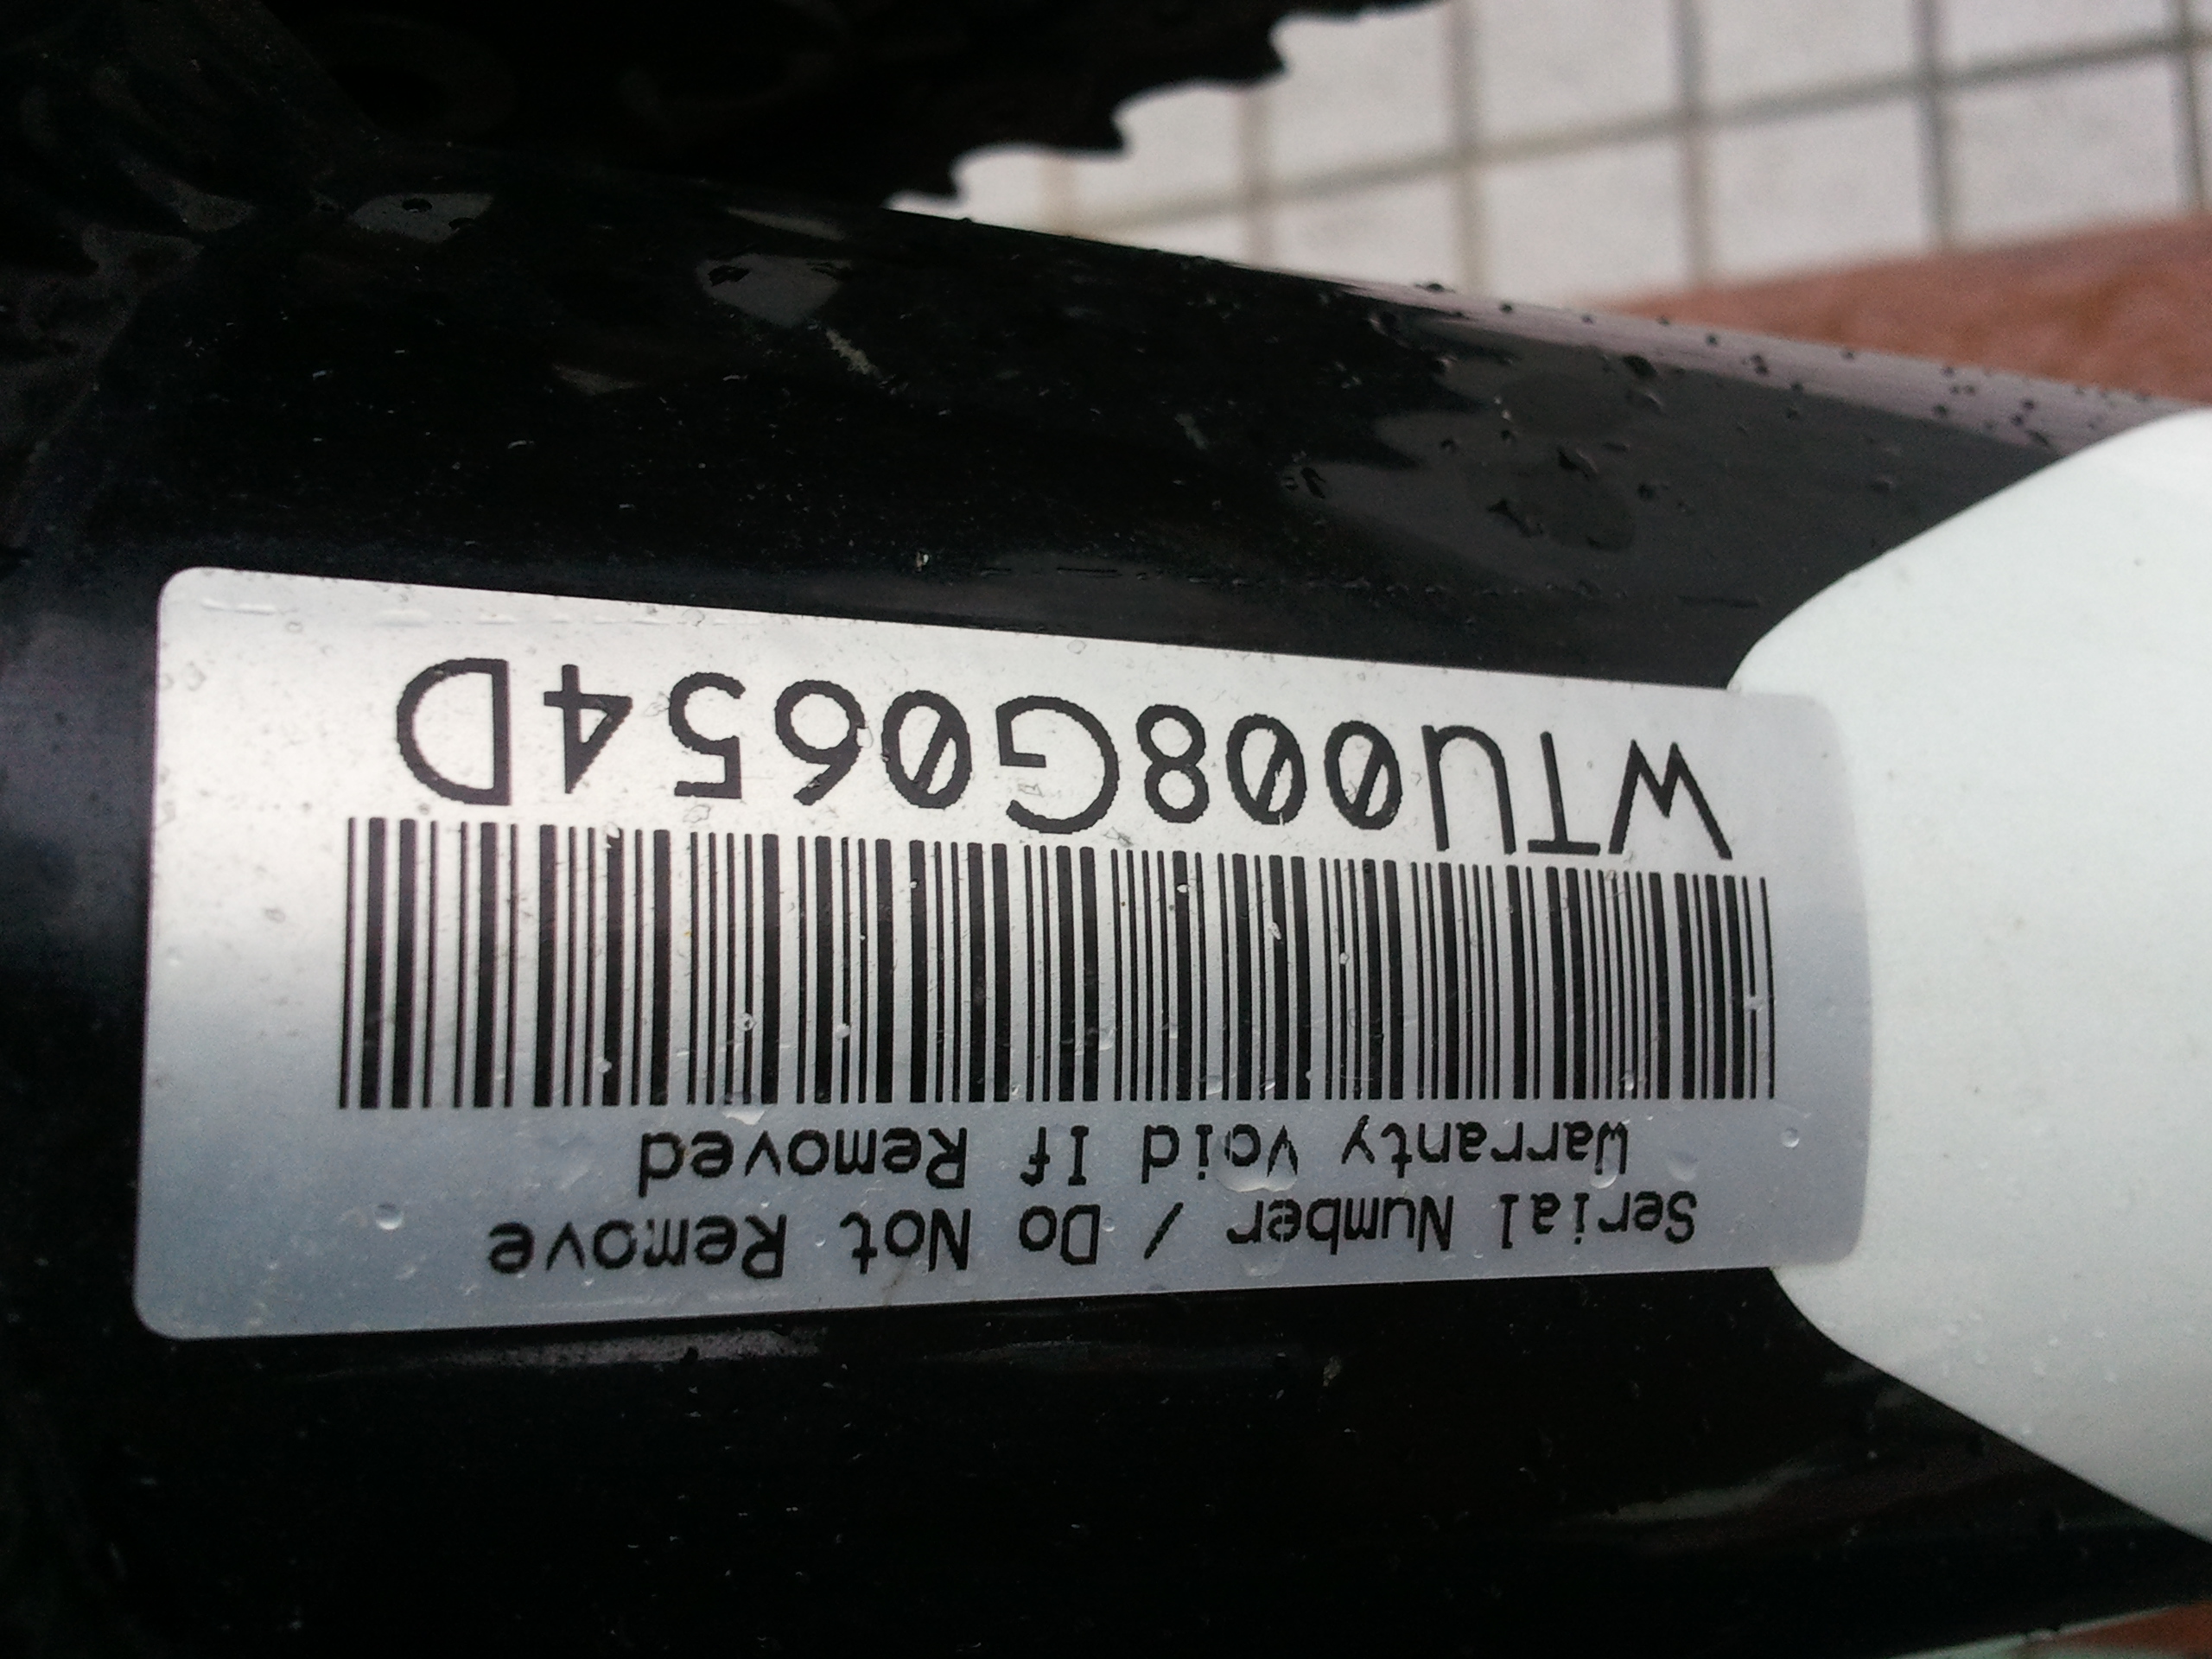 Serial Number / Do Not Remove
Warranty Void If Removed
WTU008G0654D